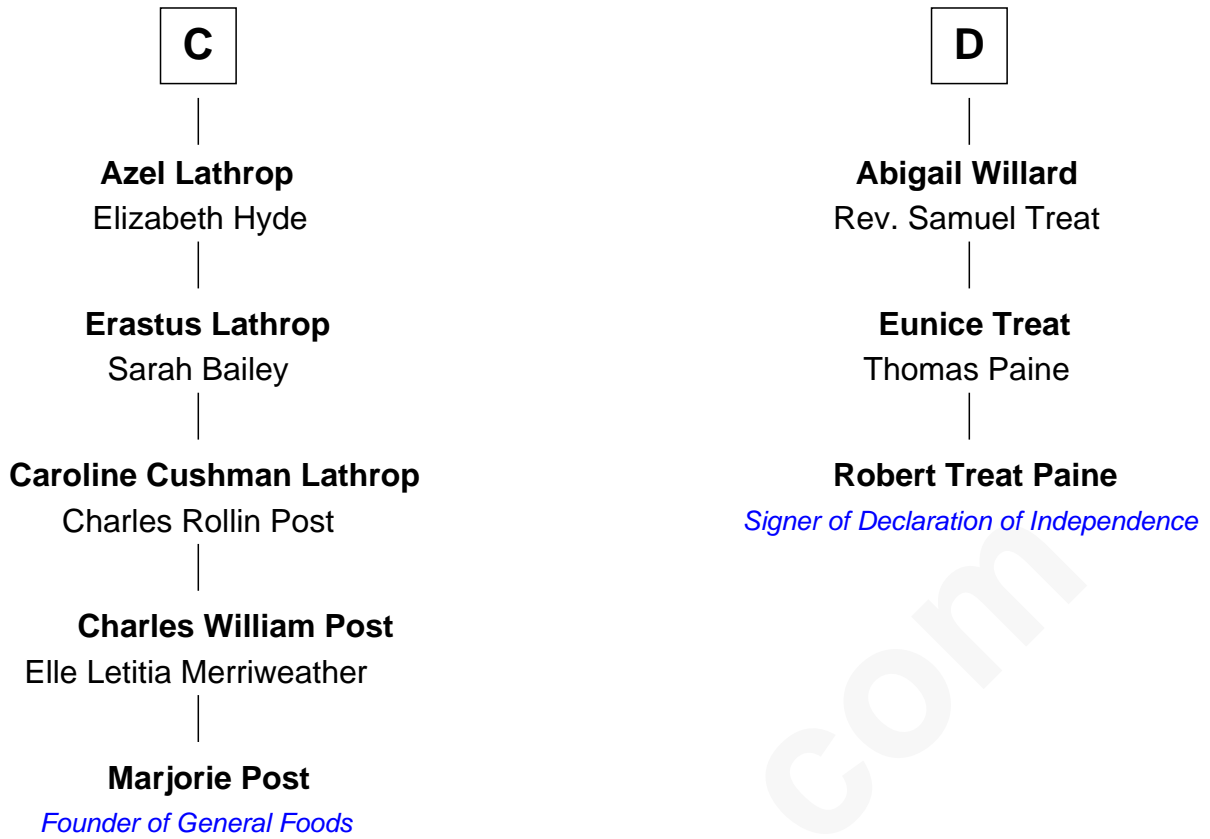 C
Azel Lathrop
Elizabeth Hyde
Erastus Lathrop
Sarah Bailey
Caroline Cushman Lathrop
Charles Rollin Post
Charles William Post
Elle Letitia Merriweather
Marjorie Post
Founder of General Foods
D
Abigail Willard
Rev. Samuel Treat
Eunice Treat
Thomas Paine
Robert Treat Paine
Signer of Declaration of Independence
com